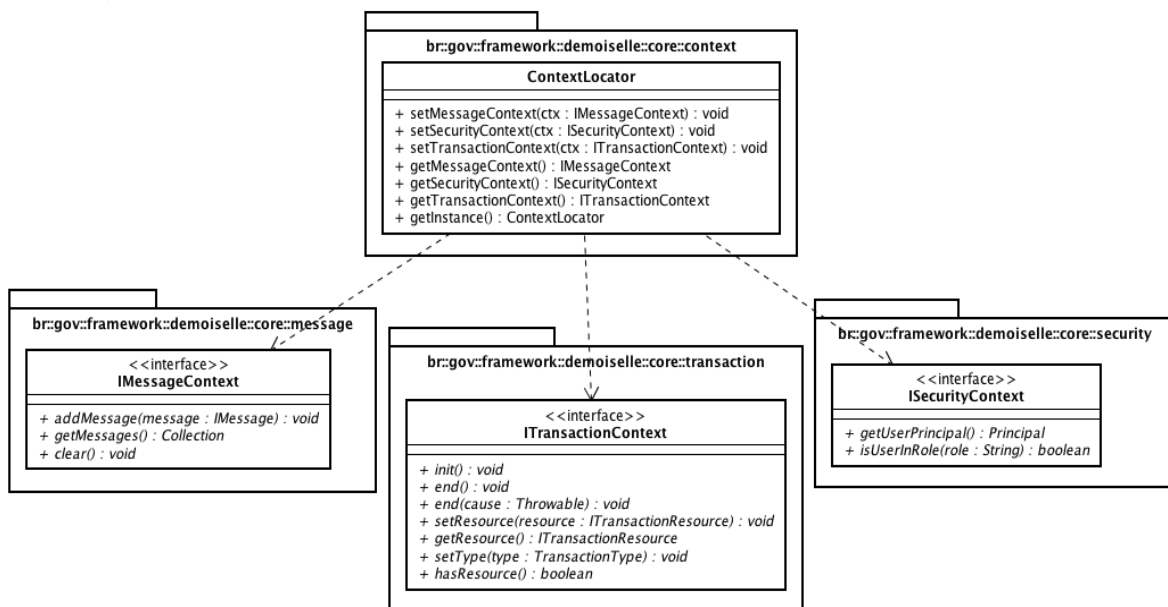 br::gov::framework::demoiselle::core::context
ContextLocator
+ setMessageContext(ctx : IMessageContext) : void
+ setSecurityContext(ctx : ISecurityContext) : void
+ setTransactionContext(ctx : ITransactionContext) : void
+ getMessageContext() : IMessageContext
+ getSecurityContext() : ISecurityContext
+ getTransactionContext() : ITransactionContext
+ getInstance() : ContextLocator
br::gov::framework::demoiselle::core::message
<<interface>>
IMessageContext
+ addMessage(message : IMessage) : void
+ getMessages() : Collection
+ clear() : void
br::gov::framework::demoiselle::core::transaction
<<interface>>
ITransactionContext
+ init() : void
+ end() : void
+ end(cause : Throwable) : void
+ setResource(resource : ITransactionResource) : void
+ getResource() : ITransactionResource
+ setType(type : TransactionType) : void
+ hasResource() : boolean
br::gov::framework::demoiselle::core::security
<<interface>>
ISecurityContext
+ getUserPrincipal() : Principal
+ isUserInRole(role : String) : boolean